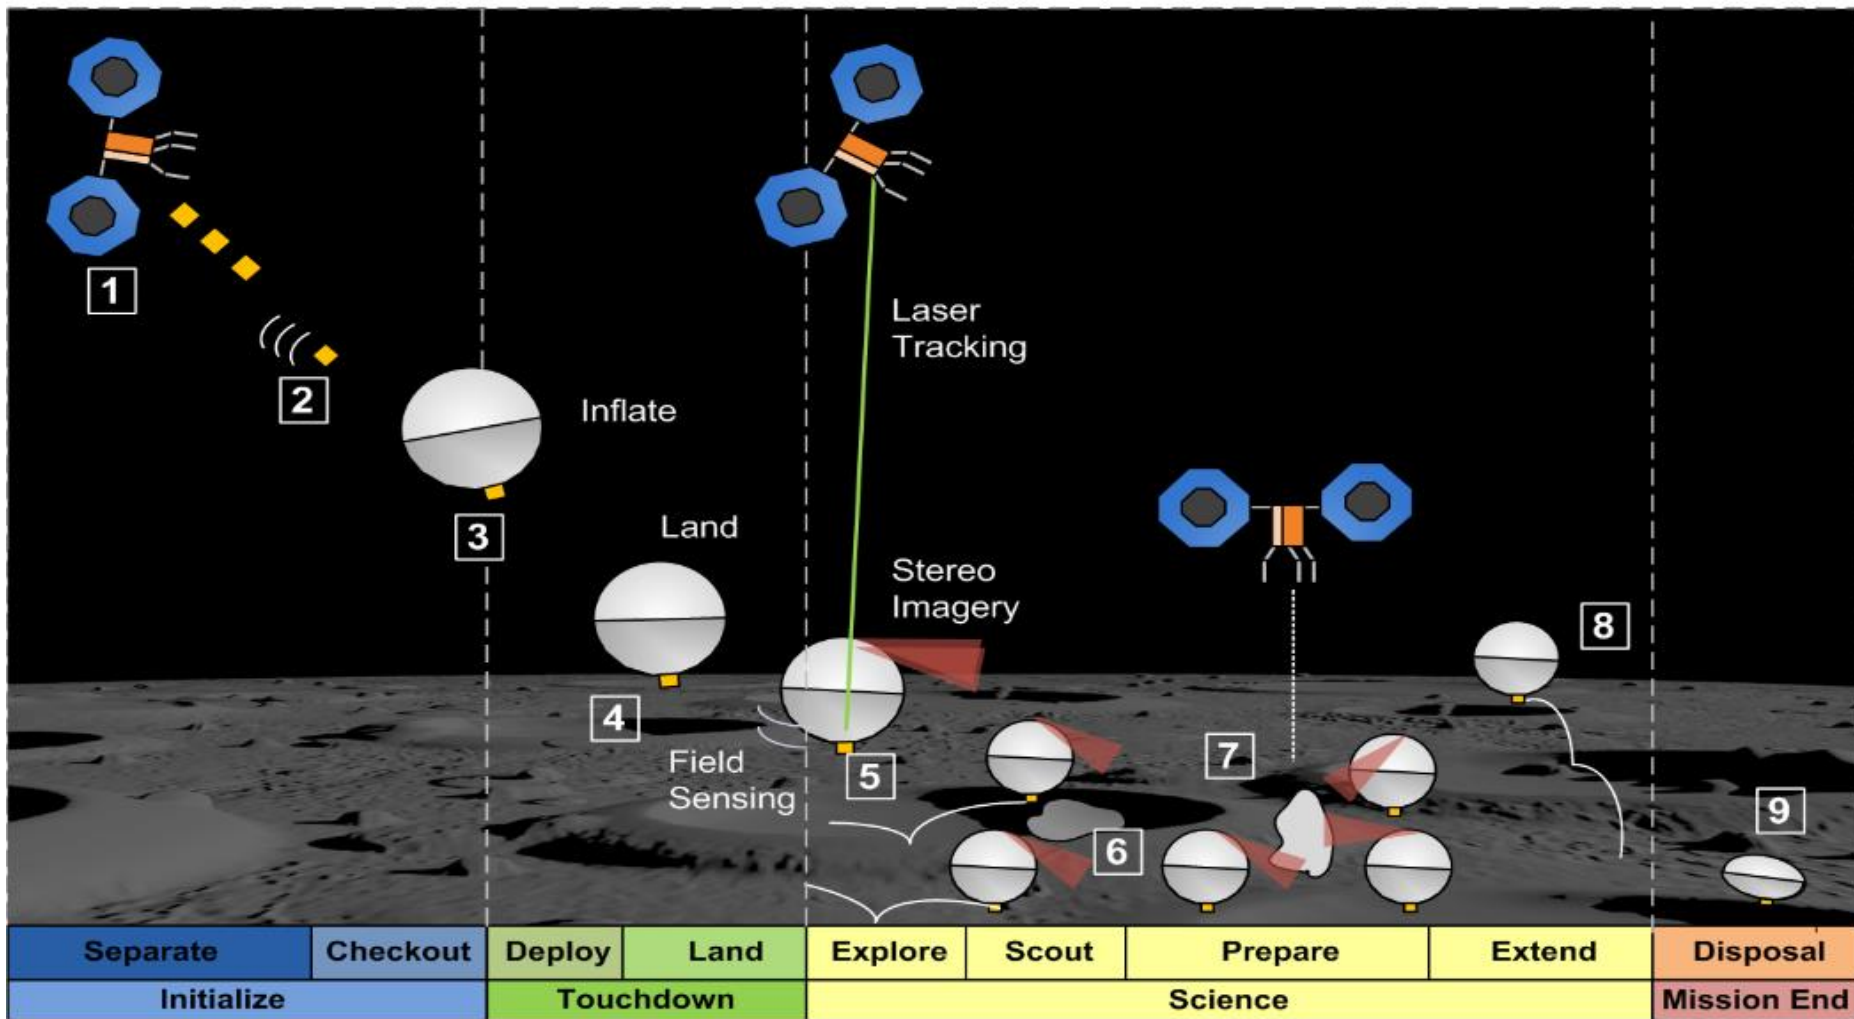 1
2
3
Inflate
Land
4
Laser
Tracking
Stereo
Imagery
Field
Sensing
5
6
7
8
9
Separate
Checkout
Deploy
Land
Explore
Scout
Prepare
Extend
Disposal
Initialize
Touchdown
Science
Mission End